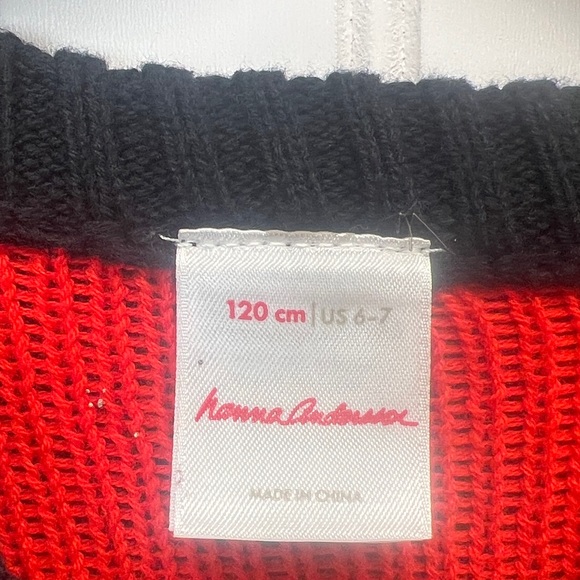 120 cm | US 6-7
hanna andersson
MADE IN CHINA